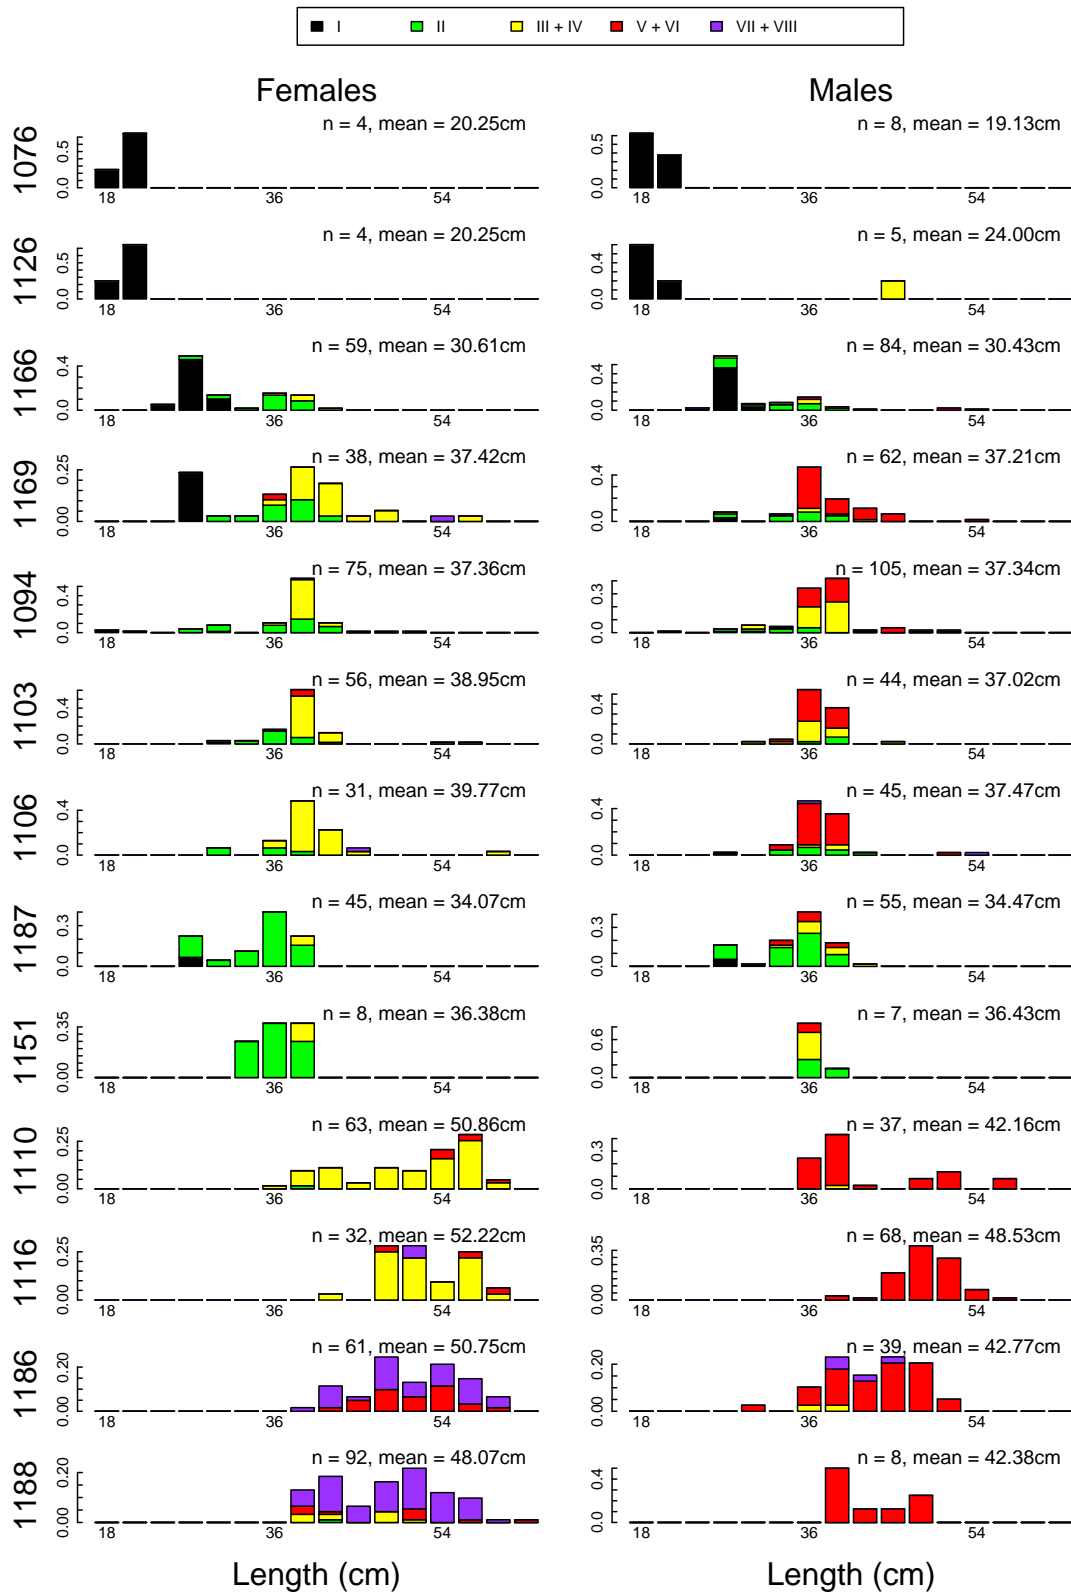 I II III + IV V + VI VII + VIII
Females Males
1076
n = 4, mean = 20.25cm
0.0 0.5
18 36 54
n = 8, mean = 19.13cm
0.0 0.5
18 36 54
1126
n = 4, mean = 20.25cm
0.0 0.5
18 36 54
n = 5, mean = 24.00cm
0.0 0.4
18 36 54
1166
n = 59, mean = 30.61cm
0.0 0.4
18 36 54
n = 84, mean = 30.43cm
0.0 0.4
18 36 54
1169
n = 38, mean = 37.42cm
0.00 0.25
18 36 54
n = 62, mean = 37.21cm
0.0 0.4
18 36 54
1094
n = 75, mean = 37.36cm
0.0 0.4
18 36 54
n = 105, mean = 37.34cm
0.0 0.3
18 36 54
1103
n = 56, mean = 38.95cm
0.0 0.4
18 36 54
n = 44, mean = 37.02cm
0.0 0.4
18 36 54
1106
n = 31, mean = 39.77cm
0.0 0.4
18 36 54
n = 45, mean = 37.47cm
0.0 0.4
18 36 54
1187
n = 45, mean = 34.07cm
0.0 0.3
18 36 54
n = 55, mean = 34.47cm
0.0 0.3
18 36 54
1151
n = 8, mean = 36.38cm
0.00 0.35
18 36 54
n = 7, mean = 36.43cm
0.0 0.6
18 36 54
1110
n = 63, mean = 50.86cm
0.00 0.25
18 36 54
n = 37, mean = 42.16cm
0.0 0.3
18 36 54
1116
n = 32, mean = 52.22cm
0.00 0.25
18 36 54
n = 68, mean = 48.53cm
0.00 0.35
18 36 54
1186
n = 61, mean = 50.75cm
0.00 0.20
18 36 54
n = 39, mean = 42.77cm
0.00 0.20
18 36 54
1188
n = 92, mean = 48.07cm
0.00 0.20
18 36 54
n = 8, mean = 42.38cm
0.0 0.4
18 36 54
Length (cm) Length (cm)